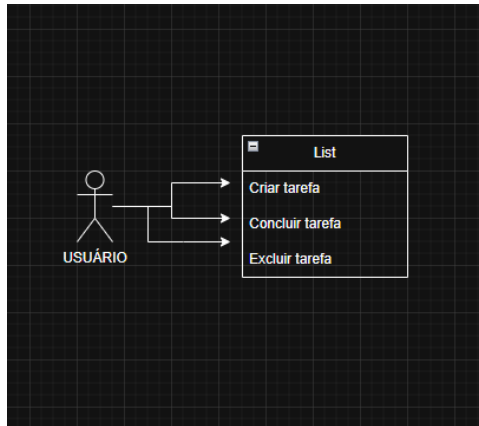 List
Criar tarefa
Concluir tarefa
Excluir tarefa
USUÁRIO